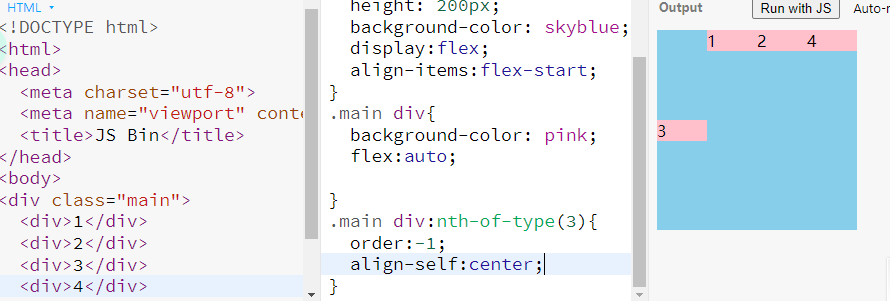 HTML
<!DOCTYPE html>
<html>
<head>
<meta charset="utf-8">
<meta name="viewport"
<title>JS Bin</title>
</head>
<body>
<div class="main">
<div>1</div>
<div>2</div>
<div>3</div>
<div>4</div>
height: 200px;
background-color: skyblue;
display:flex;
align-items:flex-start;
}
.main div{
background-color: pink;
flex:auto;
}
.main div:nth-of-type(3){
order:-1;
align-self:center;
}
Output
Run with JS
1 2 4
3